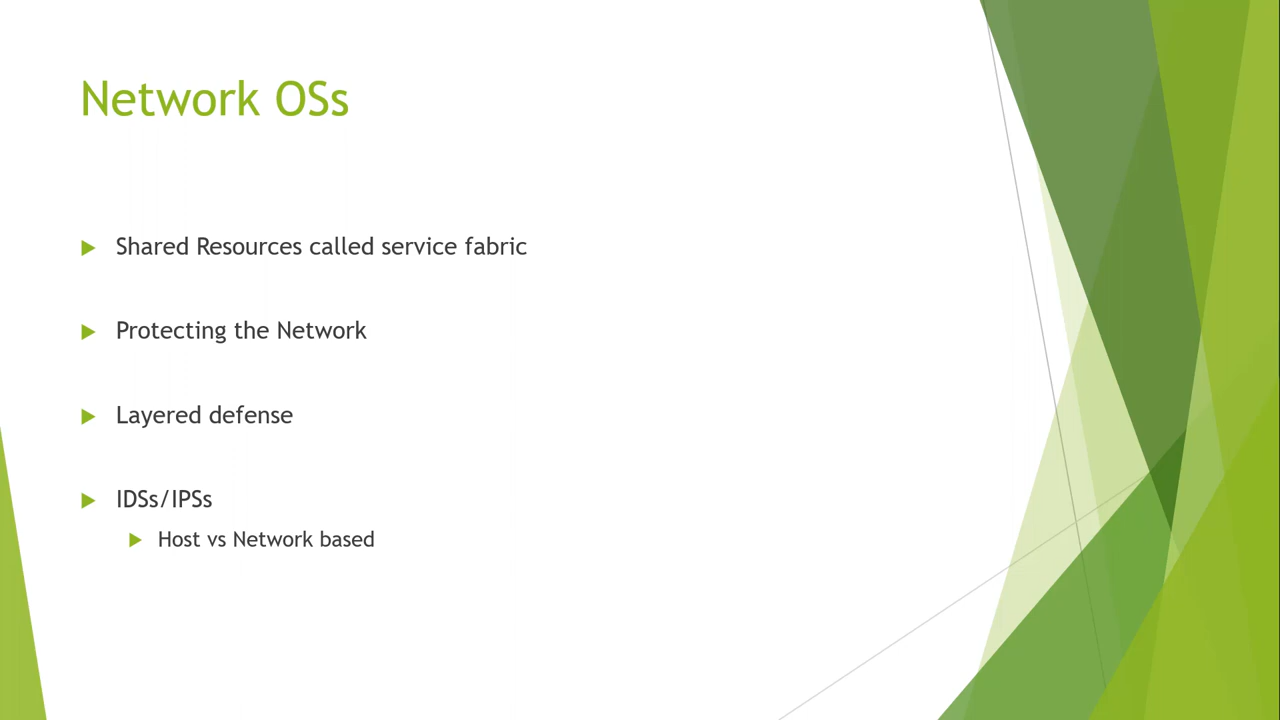 Network OSs
Shared Resources called service fabric
Protecting the Network
Layered defense
IDSs/IPSs
Host vs Network based